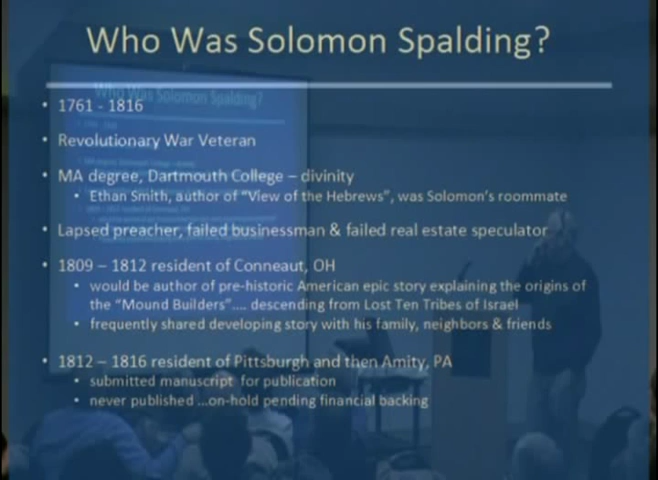 Who Was Solomon Spalding?
• 1761 - 1816
• Revolutionary War Veteran
• MA degree, Dartmouth College – divinity
• Ethan Smith, author of "View of the Hebrews", was Solomon's roommate
• Lapsed preacher, failed businessman & failed real estate speculator
• 1809 – 1812 resident of Conneaut, OH
• would be author of pre-historic American epic story explaining the origins of
the "Mound Builders".... descending from Lost Ten Tribes of Israel
• frequently shared developing story with his family, neighbors & friends
• 1812 – 1816 resident of Pittsburgh and then Amity, PA
• submitted manuscript for publication
• never published ...on-hold pending financial backing
Who Was Solomon Spalding?